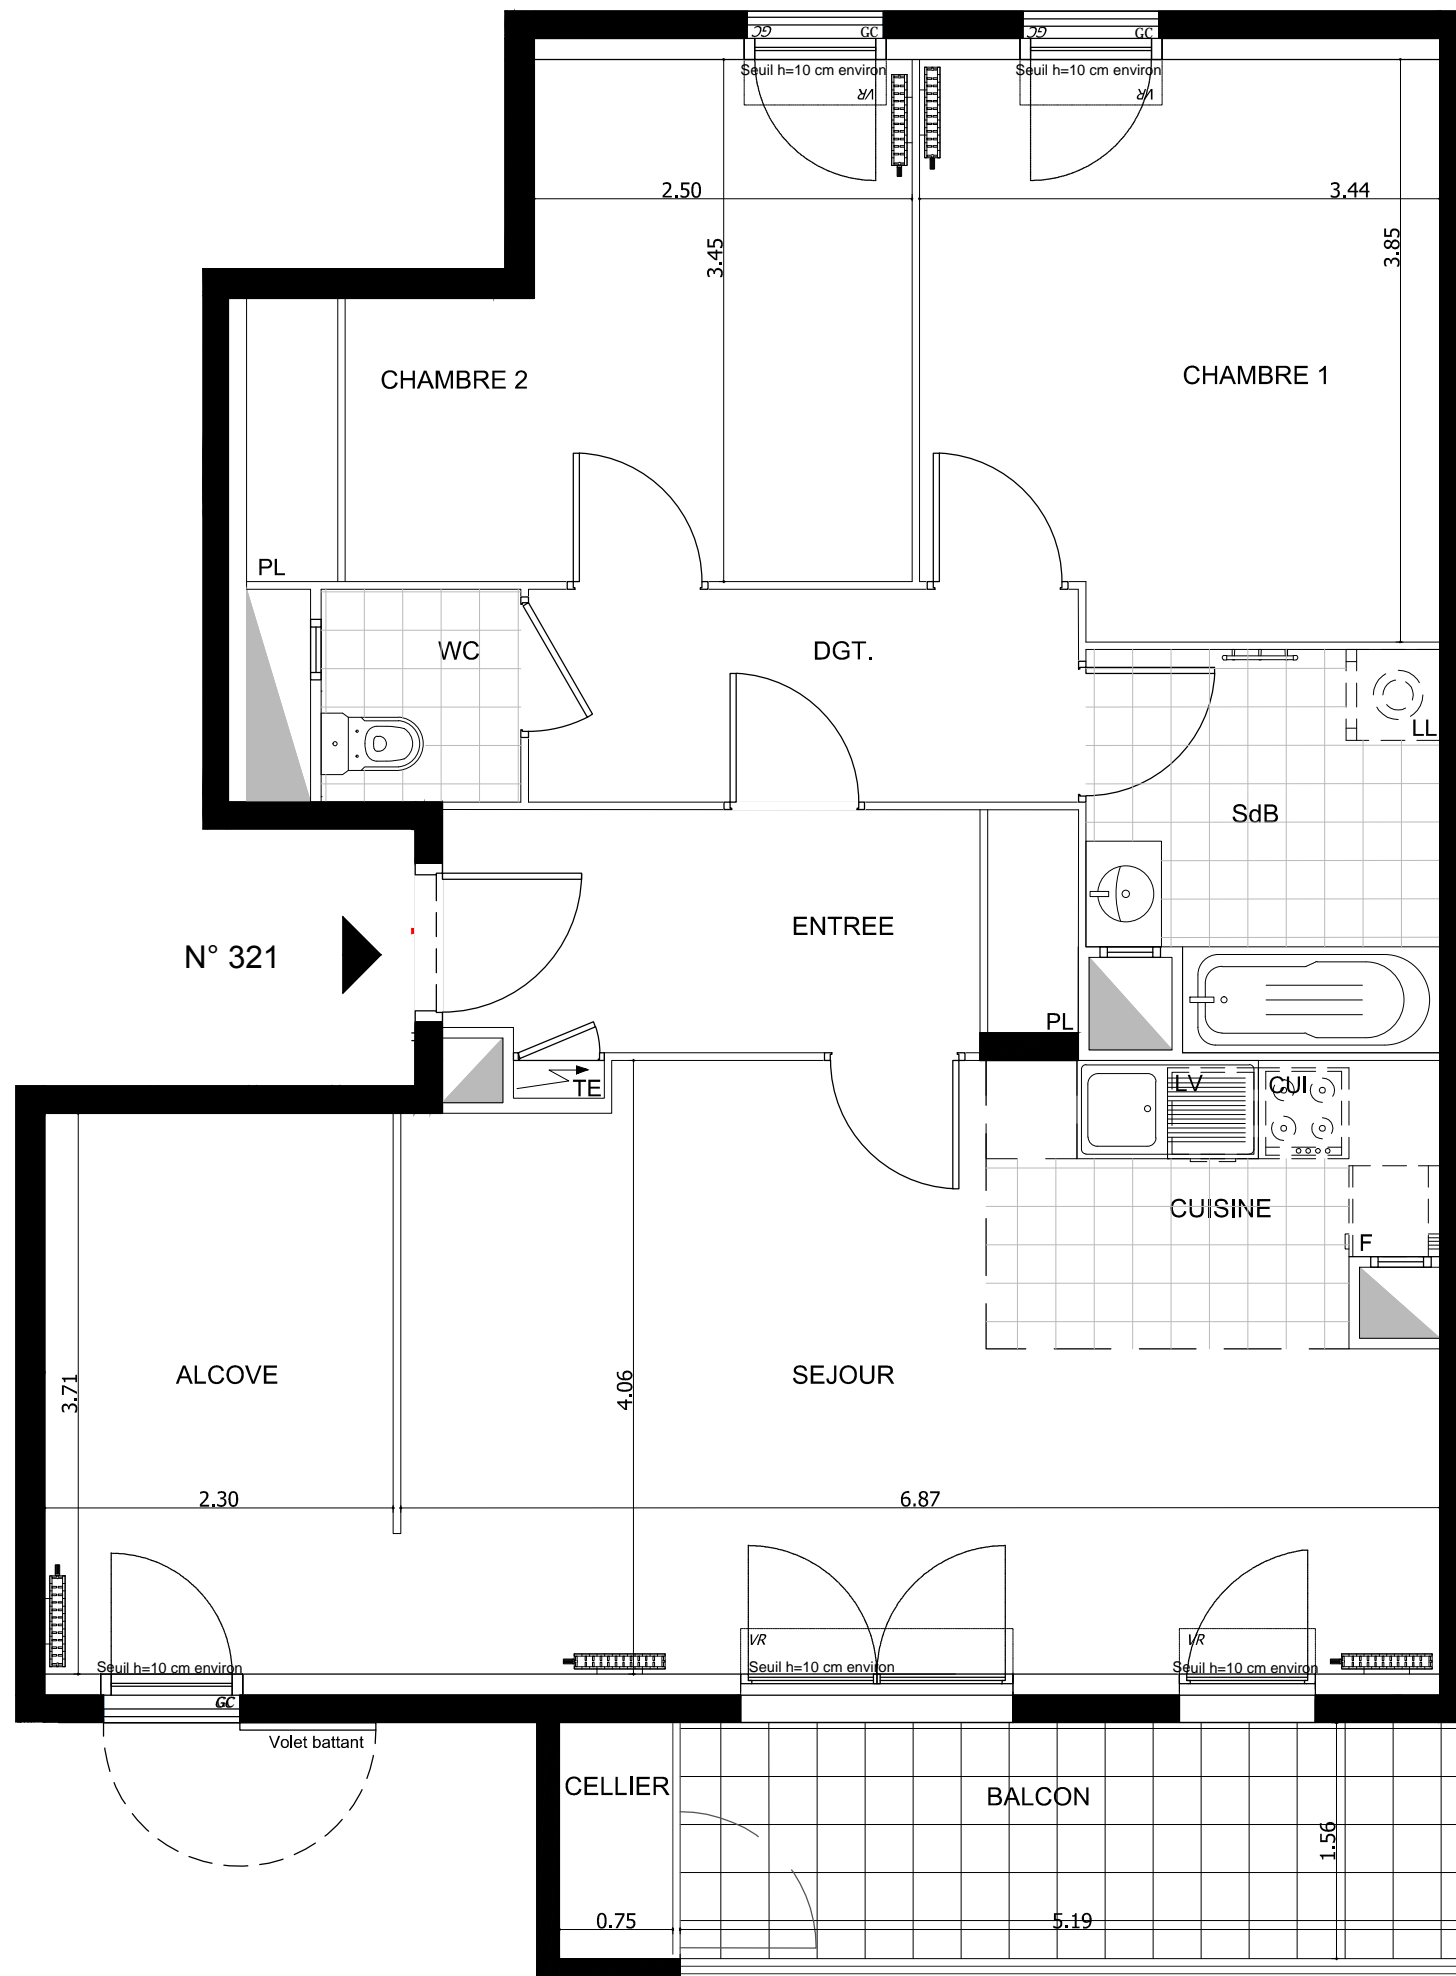 GC GC GC GC
Seuil h=10 cm environ Seuil h=10 cm environ
VR VR
2.50 3.44
3.45 3.85
CHAMBRE 2 CHAMBRE 1
PL
WC DGT.
LL
SdB
ENTREE
N° 321
PL
TE LV CUI
CUISINE
F
ALCOVE SEJOUR
3.71 4.06
2.30 6.87
VR VR
Seuil h=10 cm environ Seuil h=10 cm environ Seuil h=10 cm environ
GC
Volet battant
CELLIER BALCON
1.56
0.75 5.19